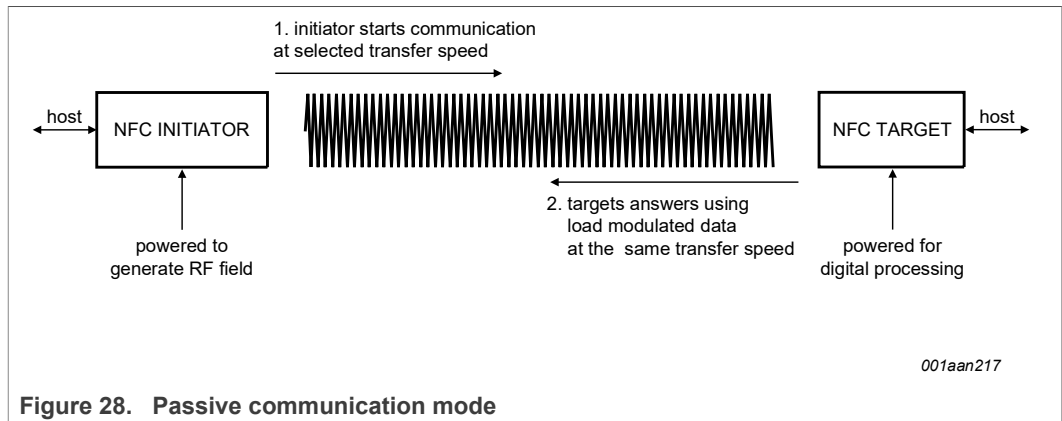 1. initiator starts communication
at selected transfer speed
host
NFC INITIATOR
NFC TARGET
host
2. targets answers using
load modulated data
at the same transfer speed
powered to
generate RF field
powered for
digital processing
001aan217
Figure 28. Passive communication mode